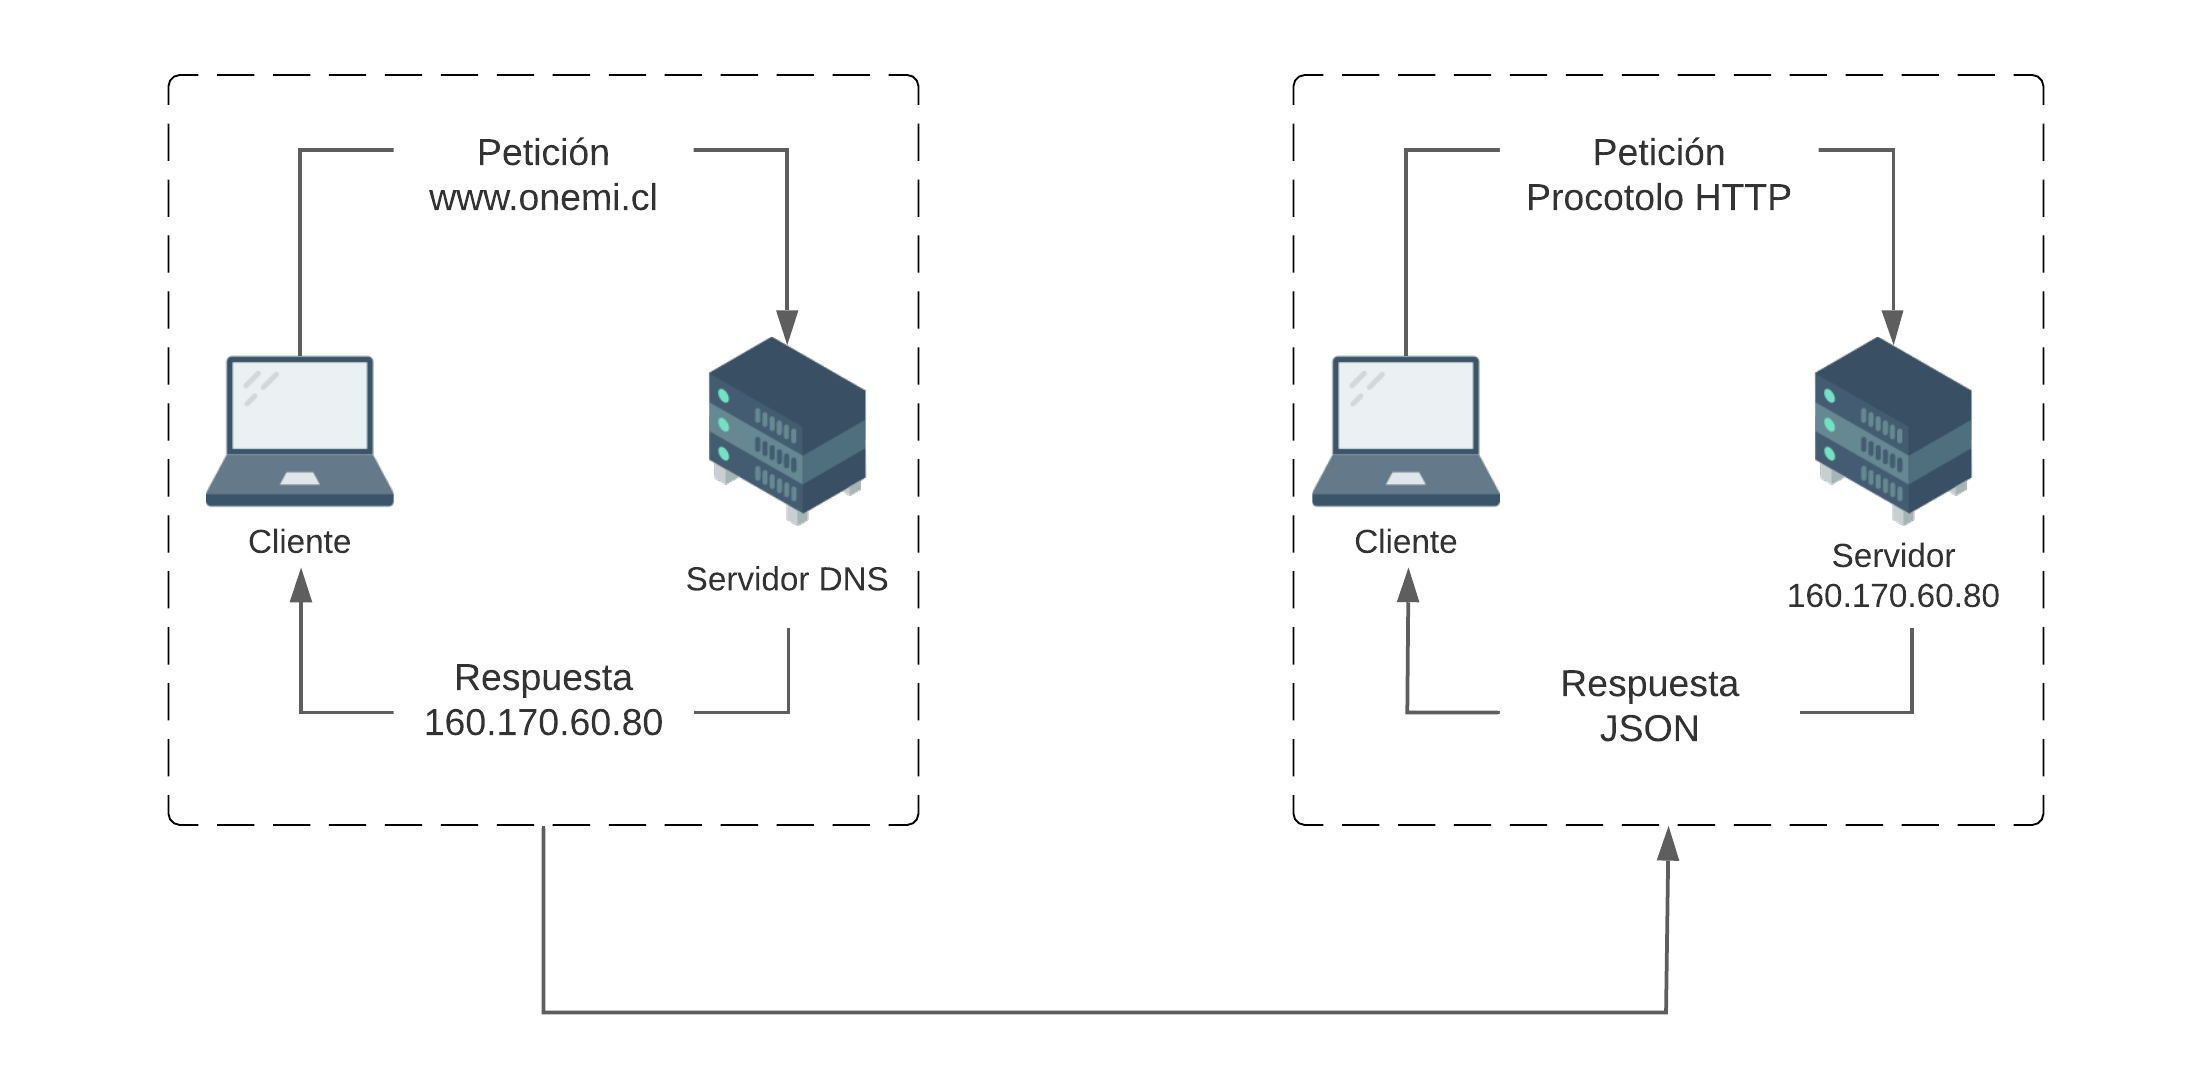 Petición
www.onemi.cl
Cliente
Servidor DNS
Respuesta
160.170.60.80
Petición
Procotolo HTTP
Cliente
Servidor
160.170.60.80
Respuesta
JSON